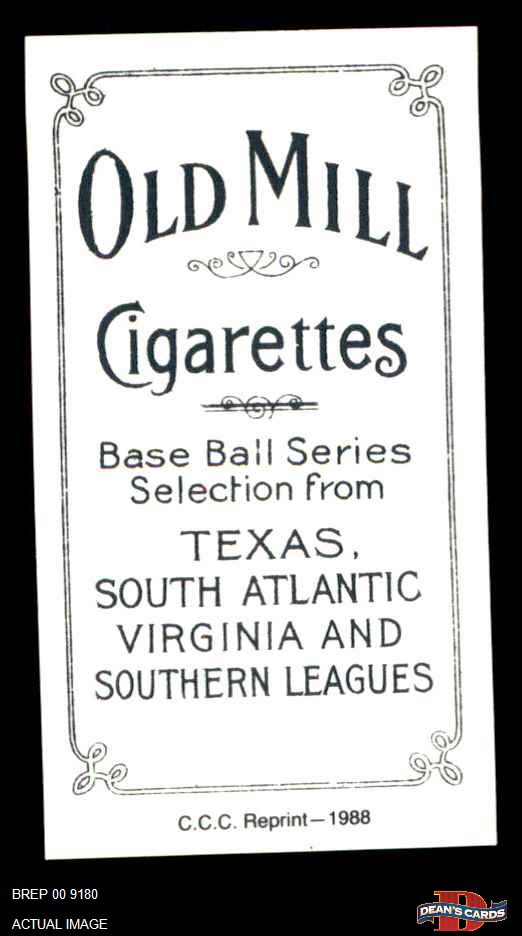 OLD MILL
Cigarettes
Base Ball Series
Selection from
TEXAS,
SOUTH ATLANTIC
VIRGINIA AND
SOUTHERN LEAGUES
C.C.C. Reprint—1988
BREP 00 9180
ACTUAL IMAGE
D
DEAN'S CARDS